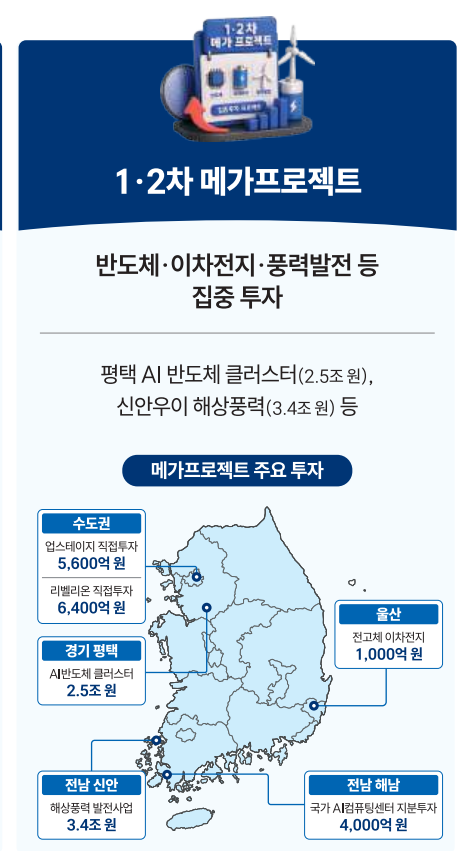 1·2차
메가 프로젝트
1·2차 메가프로젝트
반도체·이차전지·풍력발전 등
집중 투자
평택 AI 반도체 클러스터(2.5조 원),
신안우이 해상풍력(3.4조 원) 등
메가프로젝트 주요 투자
수도권
업스테이지 직접투자
5,600억 원
리벨리온 직접투자
6,400억 원
경기 평택
AI반도체 클러스터
2.5조 원
울산
전고체 이차전지
1,000억 원
전남 신안
해상풍력 발전사업
3.4조 원
전남 해남
국가 AI컴퓨팅센터 지분투자
4,000억 원